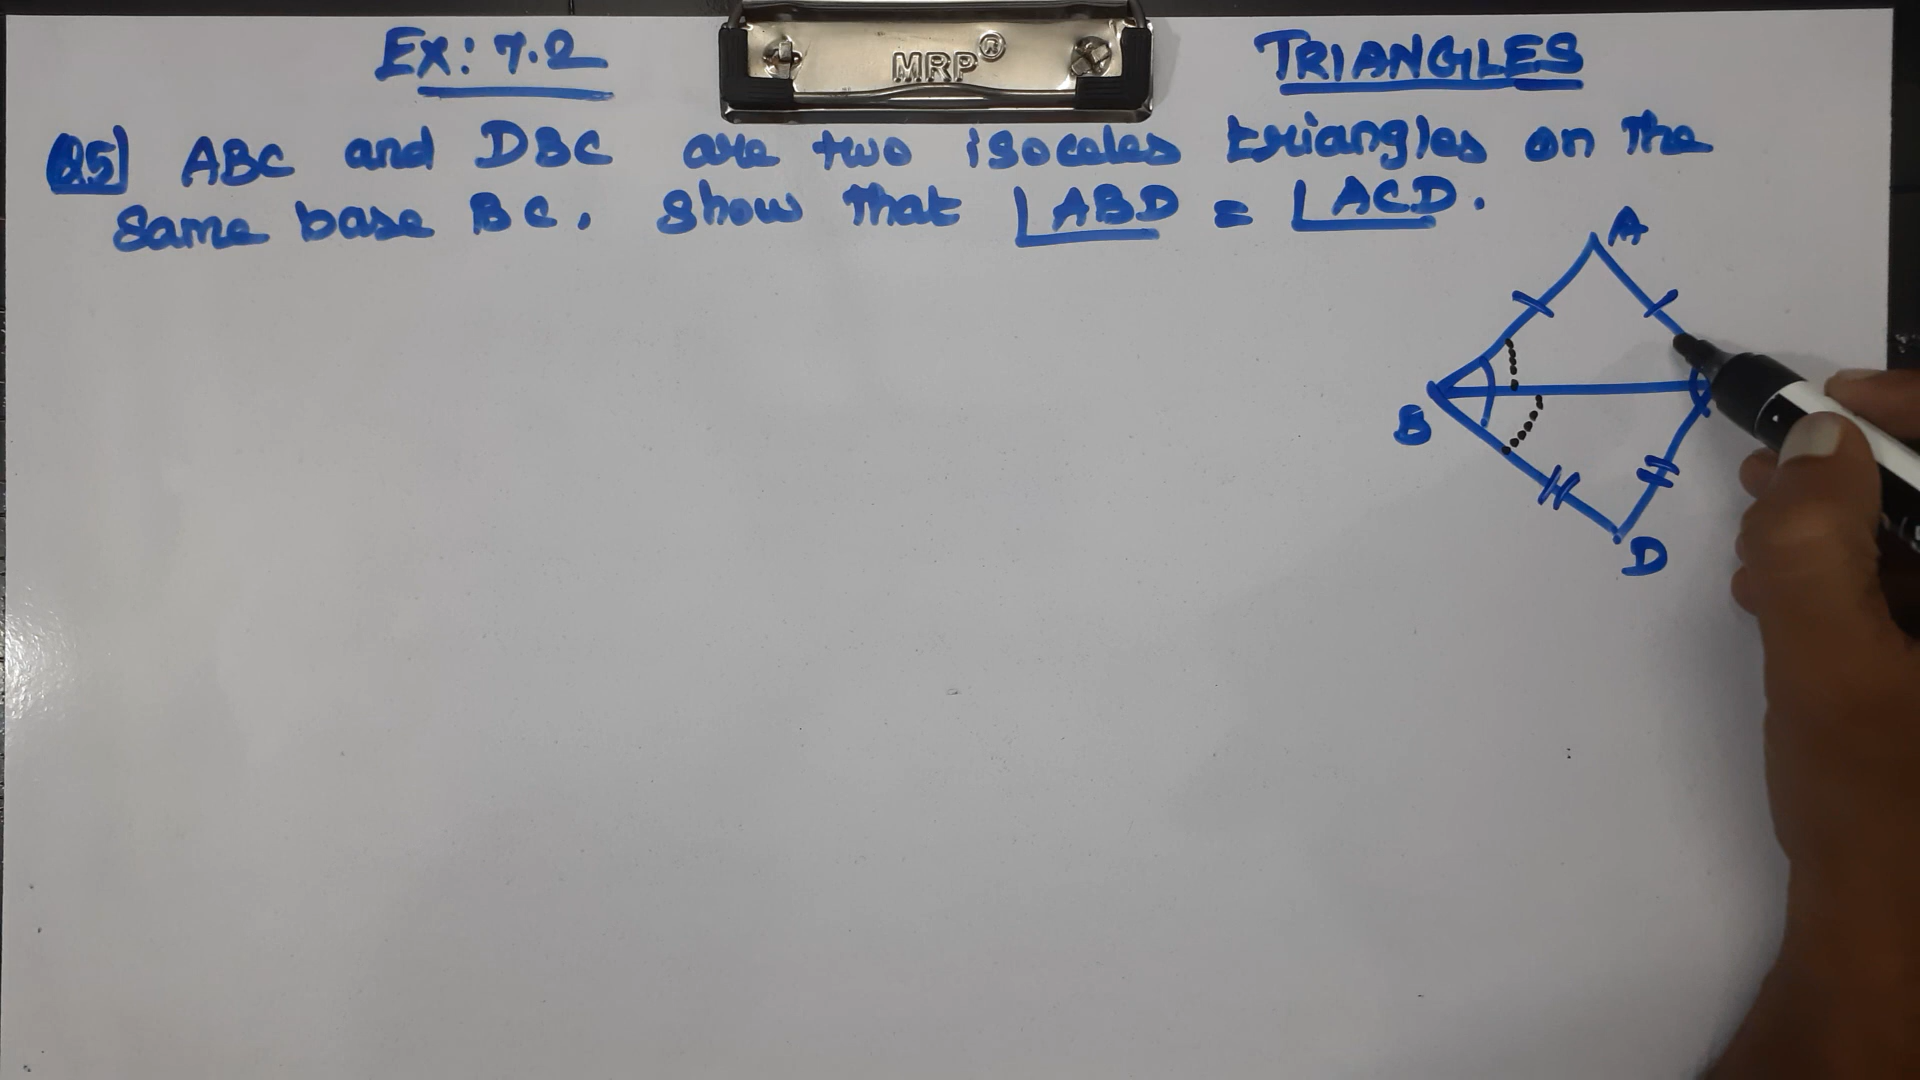 Ex: 7.2
MRP®
TRIANGLES
Q5] ABC and DBC are two isoceles triangles on the
same base BC. show that ∠ABD = ∠ACD.
A
B
D